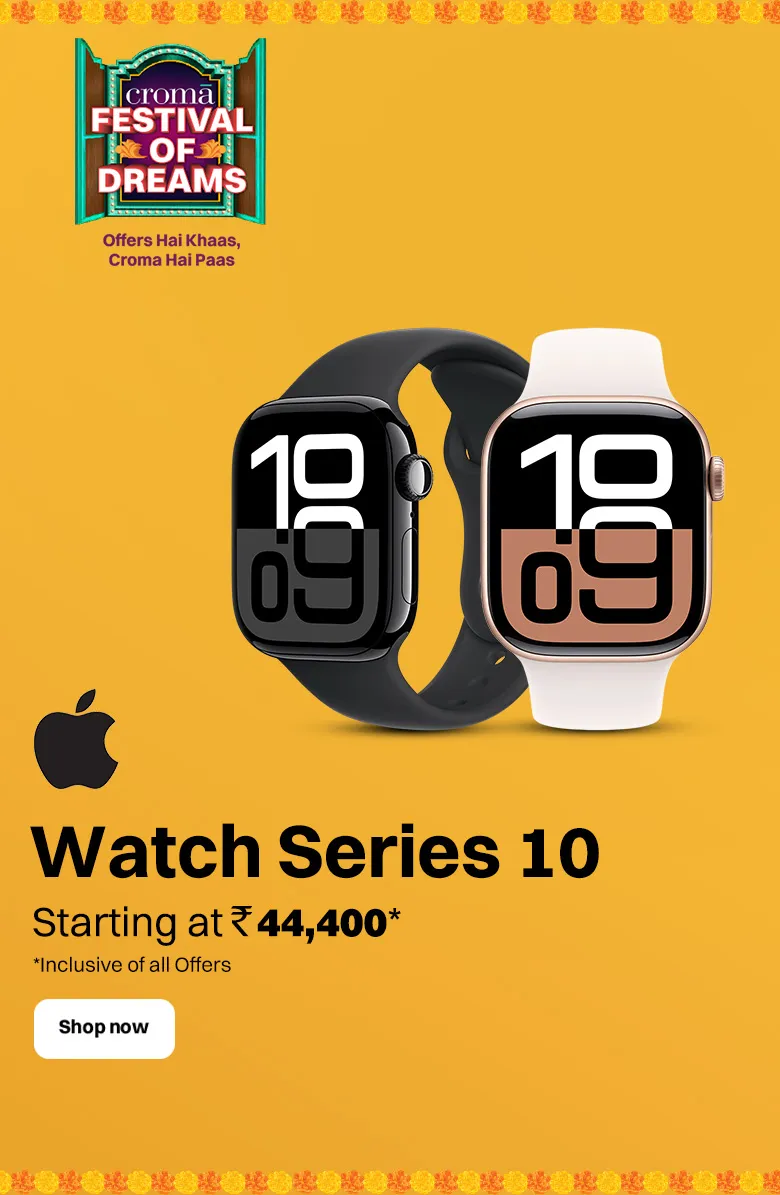 cromā
FESTIVAL
OF
DREAMS
Offers Hai Khaas,
Croma Hai Paas
10
09
10
09
Watch Series 10
Starting at ₹44,400*
*Inclusive of all Offers
Shop now